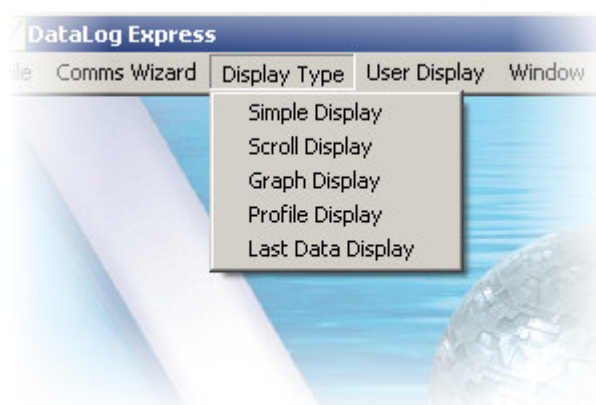 DataLog Express
Comms Wizard Display Type User Display Window
Simple Display
Scroll Display
Graph Display
Profile Display
Last Data Display